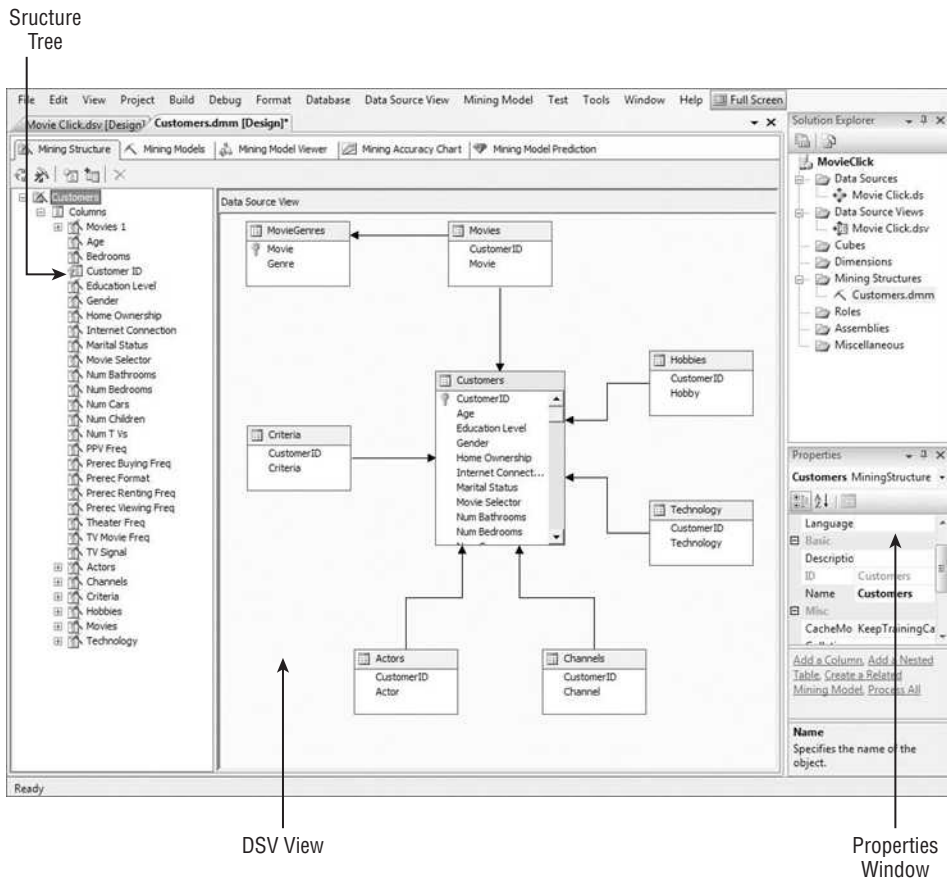 Sructure
Tree
File Edit View Project Build Debug Format Database Data Source View Mining Model Test Tools Window Help Full Screen
Movie Click.dsv [Design] Customers.dmm [Design]*
Mining Structure Mining Models Mining Model Viewer Mining Accuracy Chart Mining Model Prediction
Customers
Columns
Movies 1
Age
Bedrooms
Customer ID
Education Level
Gender
Home Ownership
Internet Connection
Marital Status
Movie Selector
Num Bathrooms
Num Bedrooms
Num Cars
Num Children
Num T Vs
PPV Freq
Prerec Buying Freq
Prerec Format
Prerec Renting Freq
Prerec Viewing Freq
Theater Freq
TV Movie Freq
TV Signal
Actors
Channels
Criteria
Hobbies
Movies
Technology
Data Source View
MovieGenres
Movie
Genre
Movies
CustomerID
Movie
Customers
CustomerID
Age
Education Level
Gender
Home Ownership
Internet Connect...
Marital Status
Movie Selector
Num Bathrooms
Num Bedrooms
Hobbies
CustomerID
Hobby
Criteria
CustomerID
Criteria
Technology
CustomerID
Technology
Actors
CustomerID
Actor
Channels
CustomerID
Channel
Solution Explorer
MovieClick
Data Sources
Movie Click.ds
Data Source Views
Movie Click.dsv
Cubes
Dimensions
Mining Structures
Customers.dmm
Roles
Assemblies
Miscellaneous
Properties
Customers MiningStructure
Language
Basic
Descriptio
ID Customers
Name Customers
Misc
CacheMo KeepTrainingCa
Add a Column, Add a Nested
Table, Create a Related
Mining Model, Process All
Name
Specifies the name of the
object.
Ready
DSV View
Properties
Window